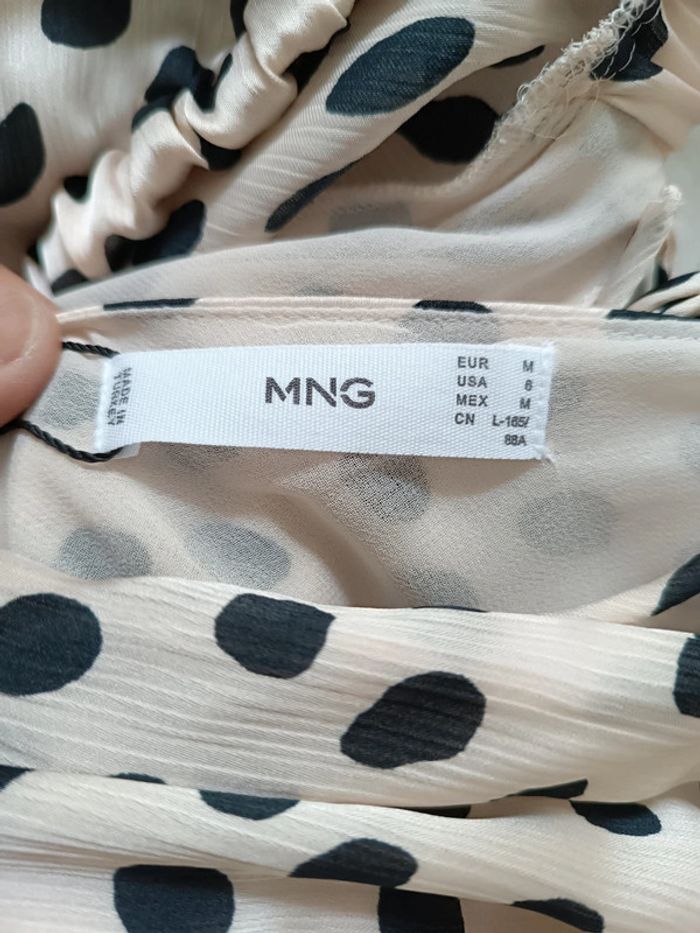 MADE IN
TURKEY
MNG
EUR M
USA 6
MEX M
CN L-165/
88A